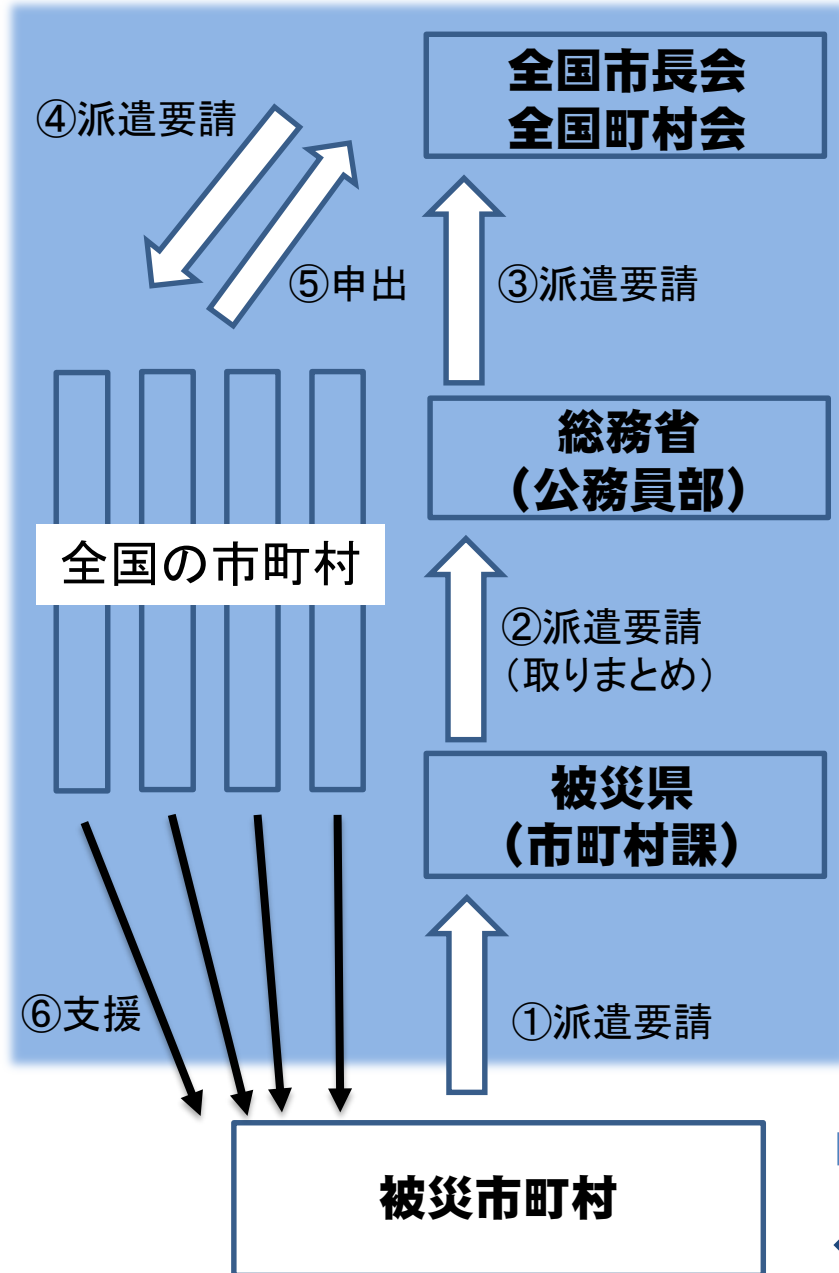 全国市長会
全国町村会
④派遣要請
⑤申出
③派遣要請
総務省
（公務員部）
全国の市町村
②派遣要請
（取りまとめ）
被災県
（市町村課）
⑥支援
①派遣要請
被災市町村